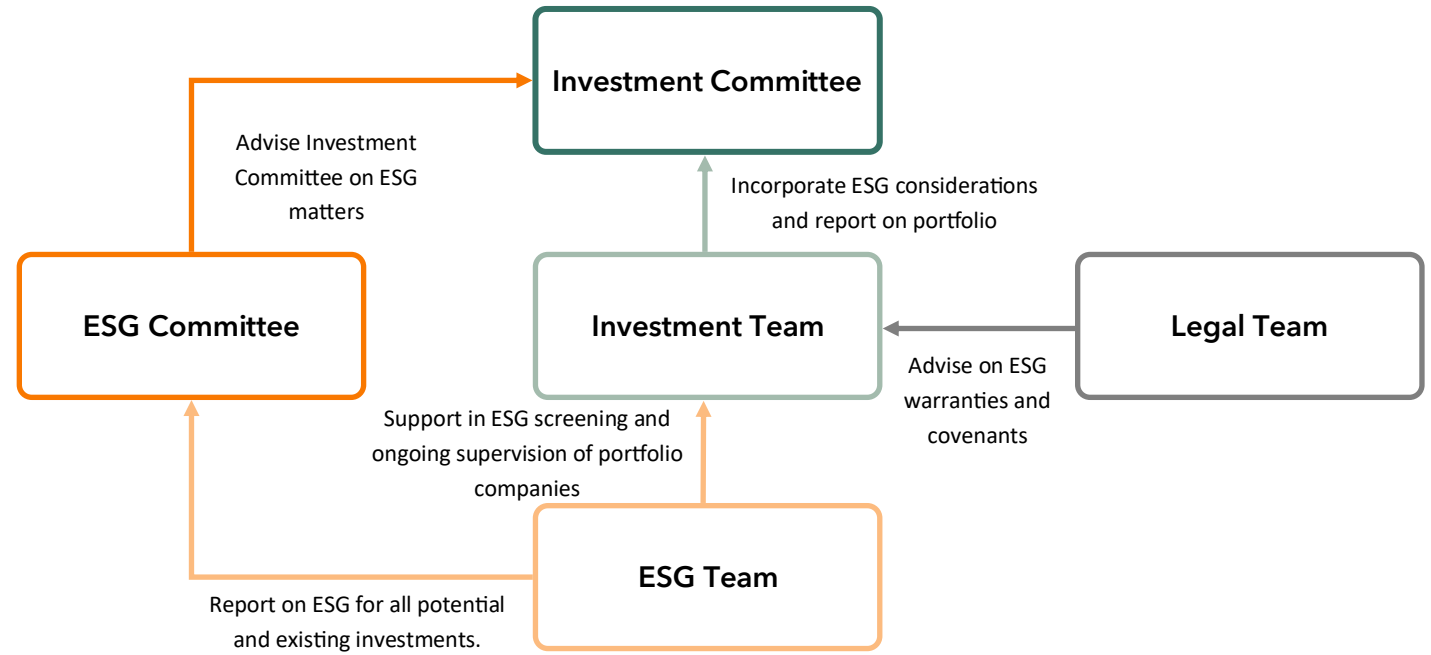 Investment Committee
Advise Investment
Committee on ESG
matters
Incorporate ESG considerations
and report on portfolio
ESG Committee
Investment Team
Legal Team
Advise on ESG
warranties and
covenants
Support in ESG screening and
ongoing supervision of portfolio
companies
ESG Team
Report on ESG for all potential
and existing investments.